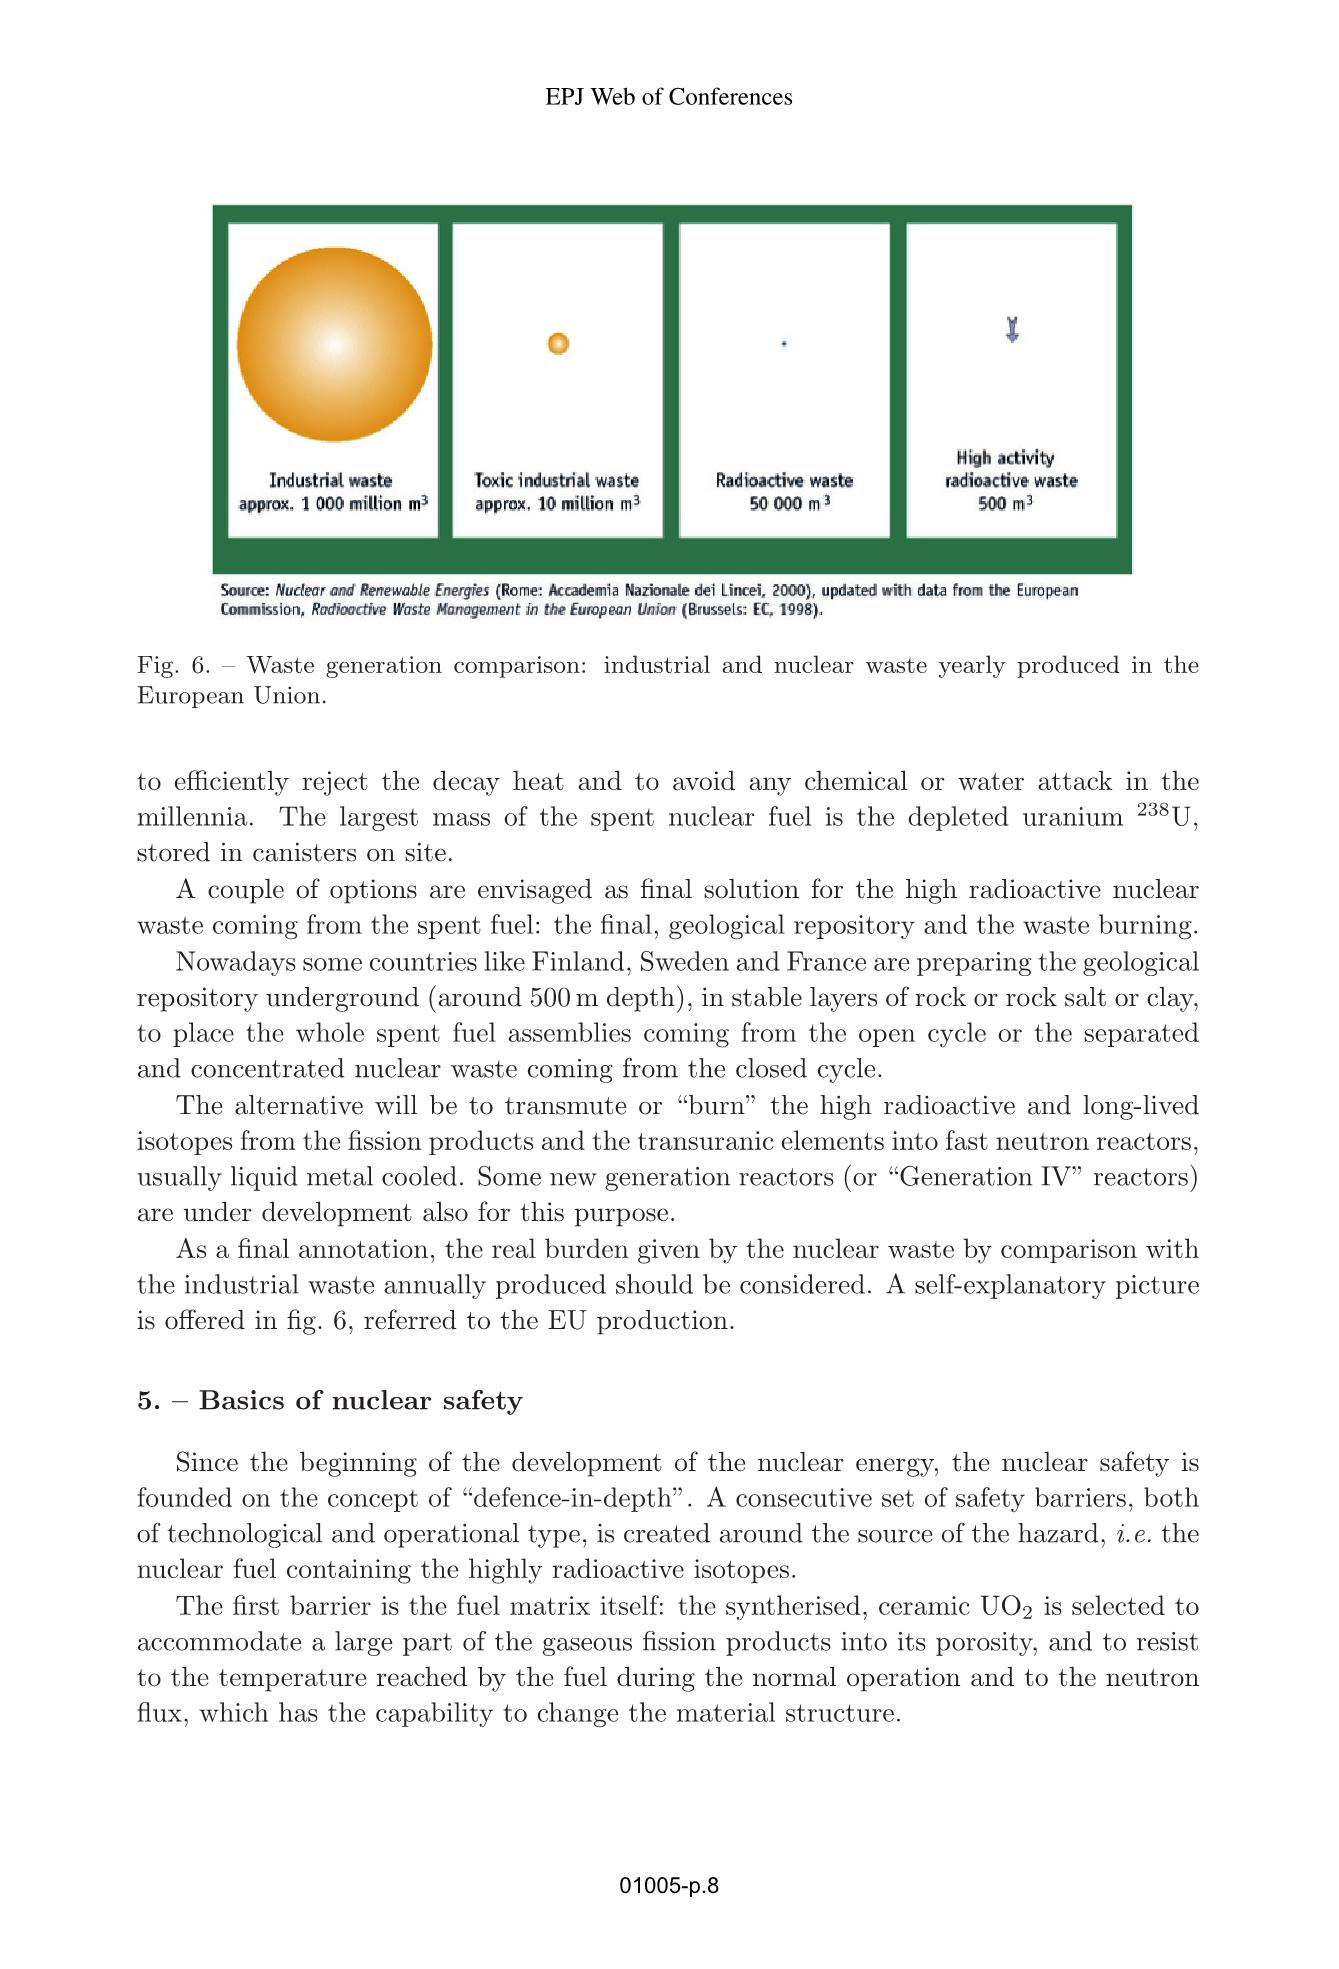 EPJ Web of Conferences
Industrial waste
approx. 1 000 million m³
Toxic industrial waste
approx. 10 million m³
Radioactive waste
50 000 m³
High activity
radioactive waste
500 m³
Source: Nuclear and Renewable Energies (Rome: Accademia Nazionale dei Lincei, 2000), updated with data from the European
Commission, Radioactive Waste Management in the European Union (Brussels: EC, 1998).
Fig. 6. – Waste generation comparison: industrial and nuclear waste yearly produced in the
European Union.
to efficiently reject the decay heat and to avoid any chemical or water attack in the
millennia. The largest mass of the spent nuclear fuel is the depleted uranium ²³⁸U,
stored in canisters on site.
A couple of options are envisaged as final solution for the high radioactive nuclear
waste coming from the spent fuel: the final, geological repository and the waste burning.
Nowadays some countries like Finland, Sweden and France are preparing the geological
repository underground (around 500 m depth), in stable layers of rock or rock salt or clay,
to place the whole spent fuel assemblies coming from the open cycle or the separated
and concentrated nuclear waste coming from the closed cycle.
The alternative will be to transmute or “burn” the high radioactive and long-lived
isotopes from the fission products and the transuranic elements into fast neutron reactors,
usually liquid metal cooled. Some new generation reactors (or “Generation IV” reactors)
are under development also for this purpose.
As a final annotation, the real burden given by the nuclear waste by comparison with
the industrial waste annually produced should be considered. A self-explanatory picture
is offered in fig. 6, referred to the EU production.
5. – Basics of nuclear safety
Since the beginning of the development of the nuclear energy, the nuclear safety is
founded on the concept of “defence-in-depth”. A consecutive set of safety barriers, both
of technological and operational type, is created around the source of the hazard, i.e. the
nuclear fuel containing the highly radioactive isotopes.
The first barrier is the fuel matrix itself: the syntherised, ceramic UO₂ is selected to
accommodate a large part of the gaseous fission products into its porosity, and to resist
to the temperature reached by the fuel during the normal operation and to the neutron
flux, which has the capability to change the material structure.
01005-p.8